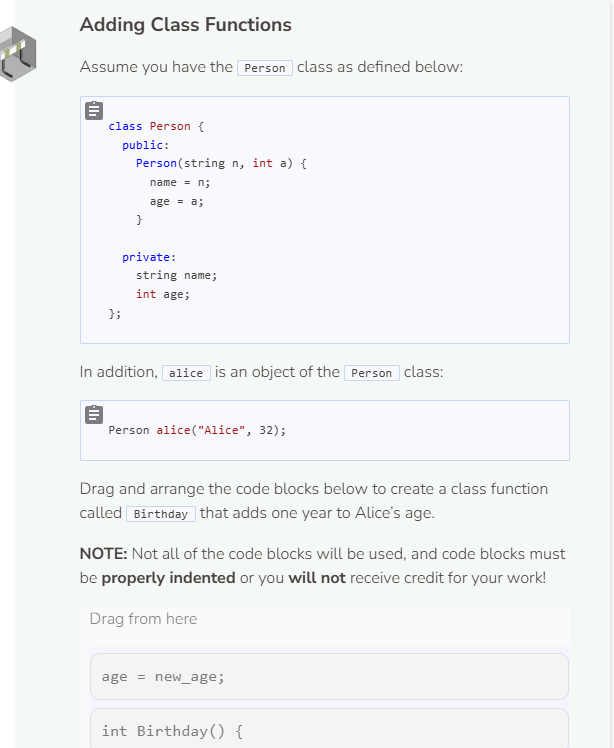 Adding Class Functions
Assume you have the Person class as defined below:
class Person {
  public:
    Person(string n, int a) {
      name = n;
      age = a;
    }

  private:
    string name;
    int age;
};
In addition, alice is an object of the Person class:
Person alice("Alice", 32);
Drag and arrange the code blocks below to create a class function
called Birthday that adds one year to Alice’s age.
NOTE: Not all of the code blocks will be used, and code blocks must
be properly indented or you will not receive credit for your work!
Drag from here
age = new_age;
int Birthday() {